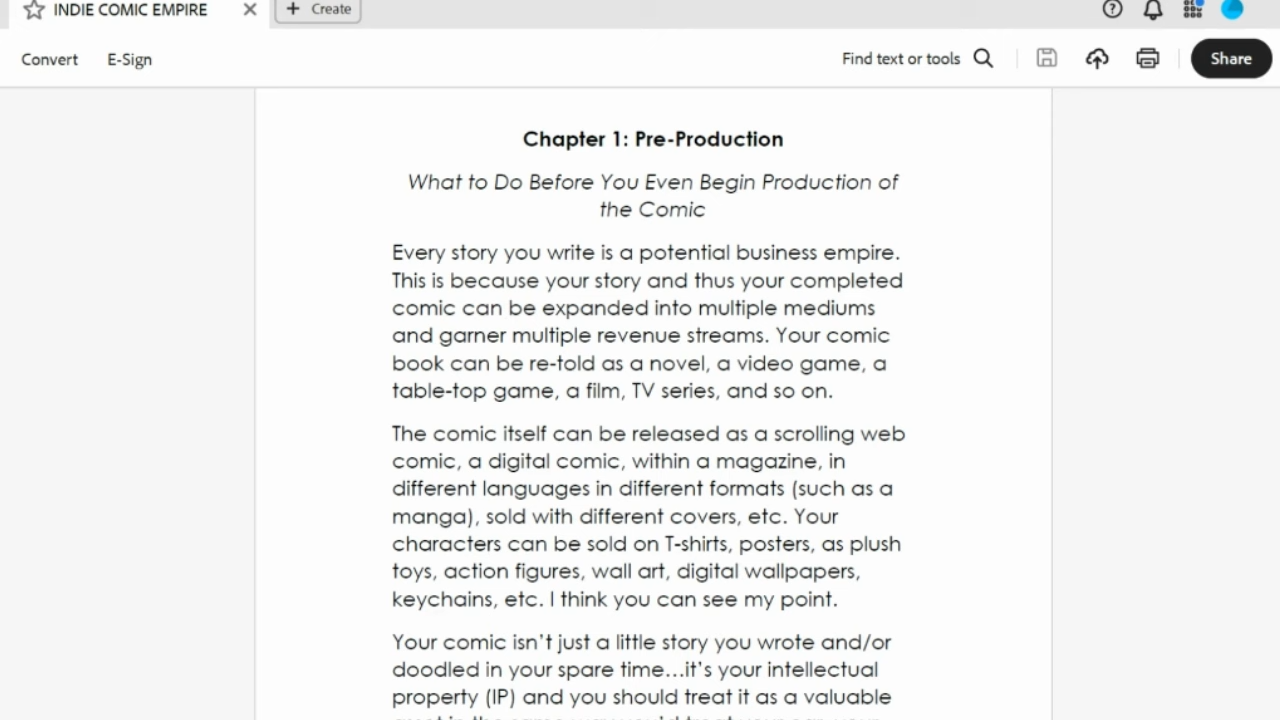 INDIE COMIC EMPIRE
Create
Convert
E-Sign
Find text or tools
Share
Chapter 1: Pre-Production
What to Do Before You Even Begin Production of
the Comic
Every story you write is a potential business empire.
This is because your story and thus your completed
comic can be expanded into multiple mediums
and garner multiple revenue streams. Your comic
book can be re-told as a novel, a video game, a
table-top game, a film, TV series, and so on.
The comic itself can be released as a scrolling web
comic, a digital comic, within a magazine, in
different languages in different formats (such as a
manga), sold with different covers, etc. Your
characters can be sold on T-shirts, posters, as plush
toys, action figures, wall art, digital wallpapers,
keychains, etc. I think you can see my point.
Your comic isn't just a little story you wrote and/or
doodled in your spare time…it's your intellectual
property (IP) and you should treat it as a valuable